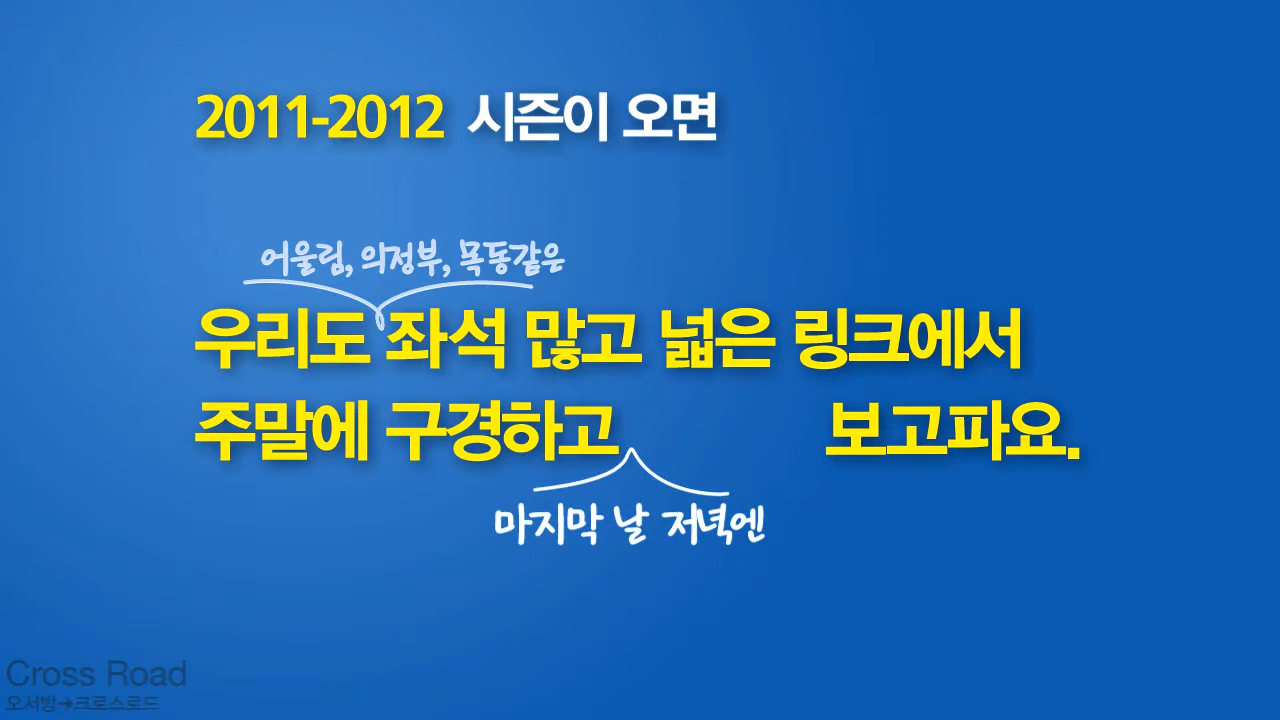 2011-2012 시즌이 오면
어울림, 의정부, 목동같은
우리도 좌석 많고 넓은 링크에서
주말에 구경하고 보고파요.
마지막 날 저녁엔
Cross Road
오서방→크로스로드